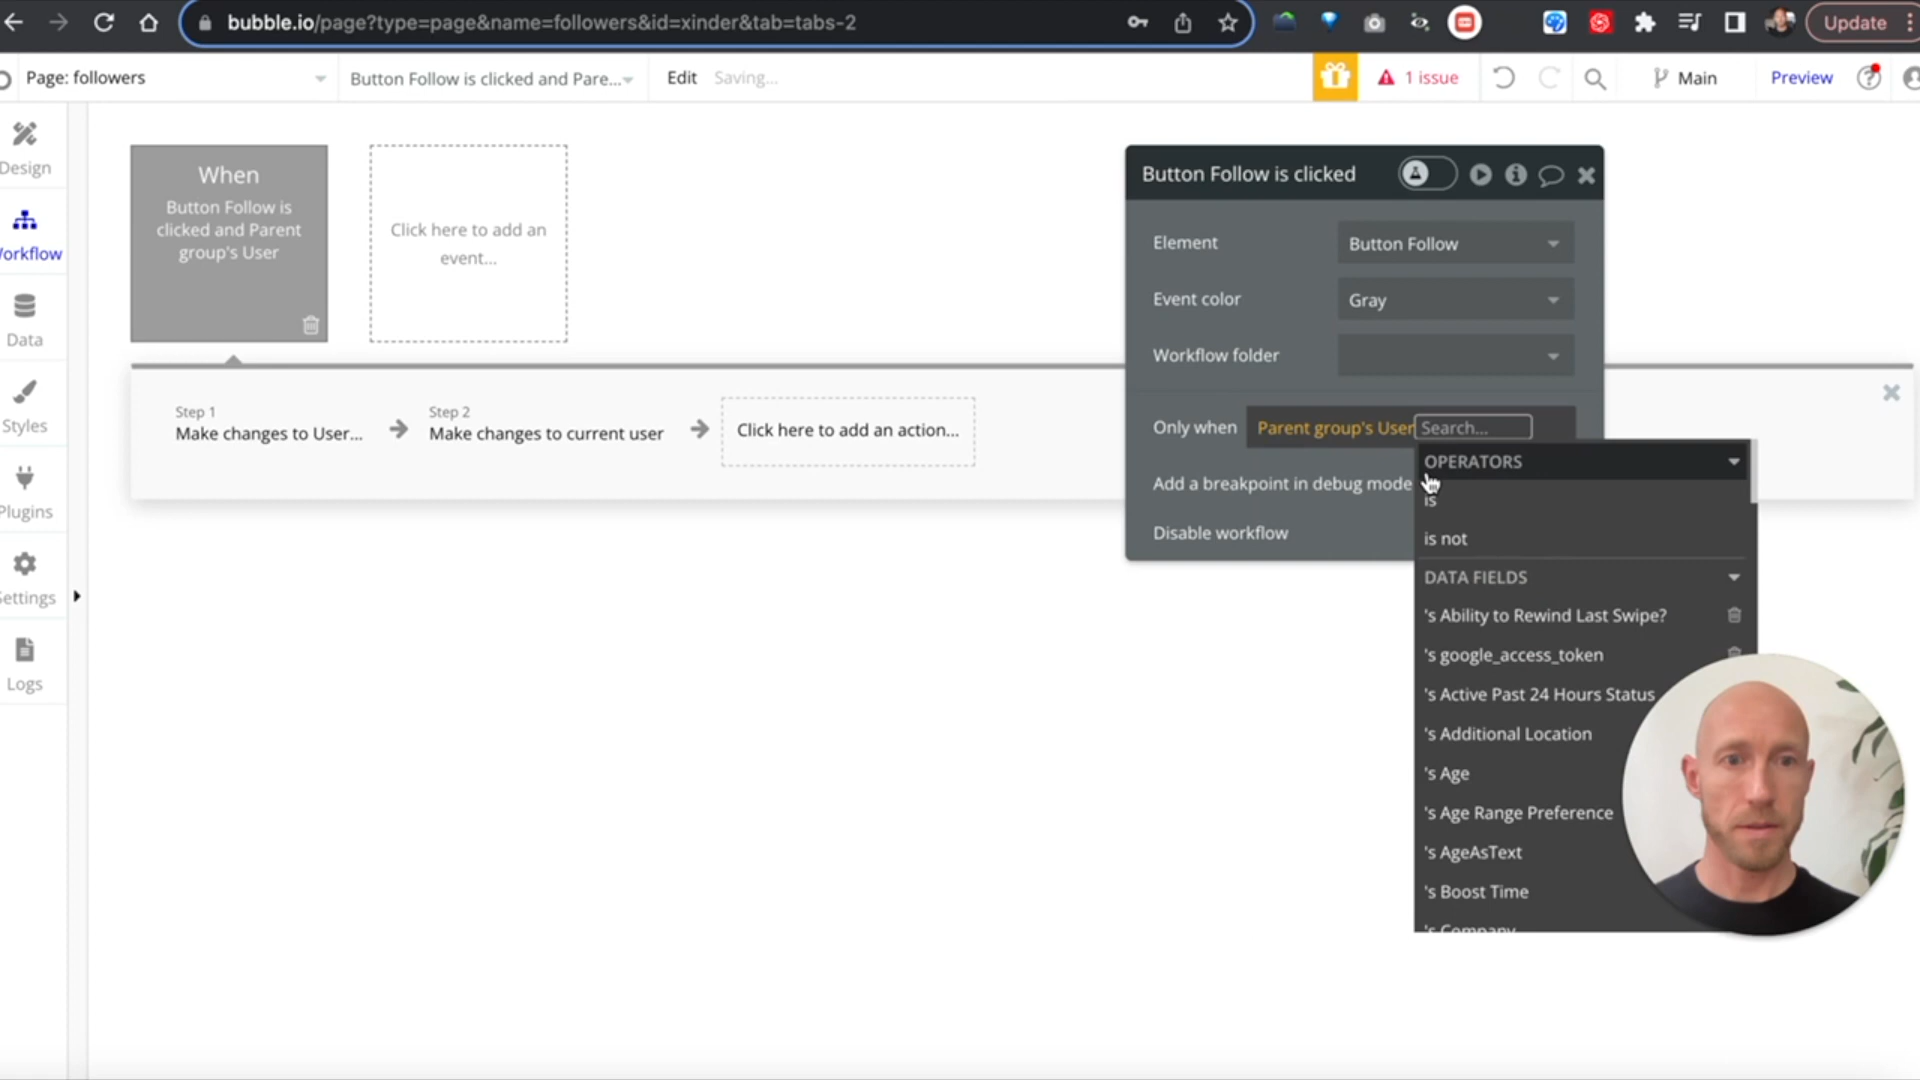 bubble.io/page?type=page&name=followers&id=xinder&tab=tabs-2
Update
Page: followers
Button Follow is clicked and Pare...
Edit
Saving...
1 issue
Main
Preview
Design
Workflow
Data
Styles
Plugins
Settings
Logs
When
Button Follow is
clicked and Parent
group's User
Click here to add an
event...
Step 1
Make changes to User...
Step 2
Make changes to current user
Click here to add an action...
Button Follow is clicked
Element
Button Follow
Event color
Gray
Workflow folder
Only when
Parent group's User
Search...
Add a breakpoint in debug mode
Disable workflow
OPERATORS
is
is not
DATA FIELDS
's Ability to Rewind Last Swipe?
's google_access_token
's Active Past 24 Hours Status
's Additional Location
's Age
's Age Range Preference
's AgeAsText
's Boost Time
's Company